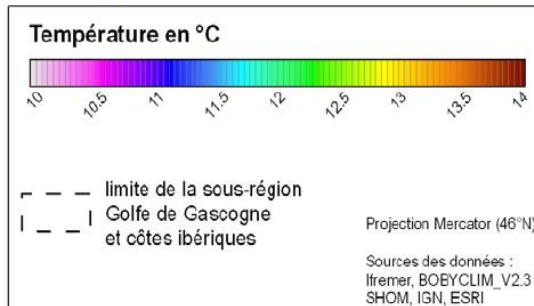 Température en °C
10 10.5 11 11.5 12 12.5 13 13.5 14
limite de la sous-région
Golfe de Gascogne
et côtes ibériques
Projection Mercator (46°N)
Sources des données :
Ifremer, BOBYCLIM_V2.3
SHOM, IGN, ESRI